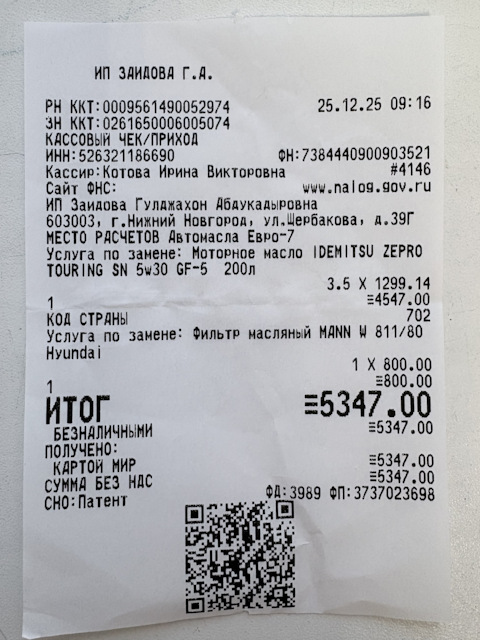 ИП ЗАИДОВА Г.А.
РН ККТ:0009561490052974 25.12.25 09:16
ЗН ККТ:0261650006005074
КАССОВЫЙ ЧЕК/ПРИХОД
ИНН:526321186690 ФН:7384440900903521
Кассир:Котова Ирина Викторовна #4146
Сайт ФНС: www.nalog.gov.ru
ИП Заидова Гулджахон Абдукадыровна
603003, г.Нижний Новгород, ул.Щербакова, д.39Г
МЕСТО РАСЧЕТОВ Автомасла Евро-7
Услуга по замене: Моторное масло IDEMITSU ZEPRO
TOURING SN 5w30 GF-5 200л
3.5 X 1299.14
1 ≡4547.00
КОД СТРАНЫ 702
Услуга по замене: Фильтр масляный MANN W 811/80
Hyundai
1 X 800.00
1 ≡800.00
ИТОГ ≡5347.00
БЕЗНАЛИЧНЫМИ ≡5347.00
ПОЛУЧЕНО:
КАРТОЙ МИР ≡5347.00
СУММА БЕЗ НДС ≡5347.00
СНО:Патент ФД:3989 ФП:3737023698